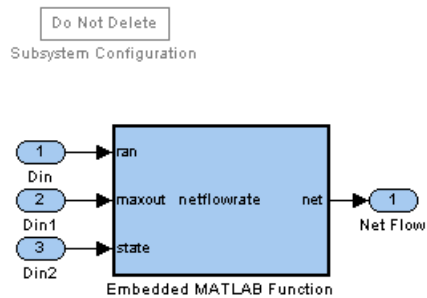 Do Not Delete
Subsystem Configuration
1
ran
Din
2
maxout netflowrate net
1
Din1
Net Flow
3
state
Din2
Embedded MATLAB Function